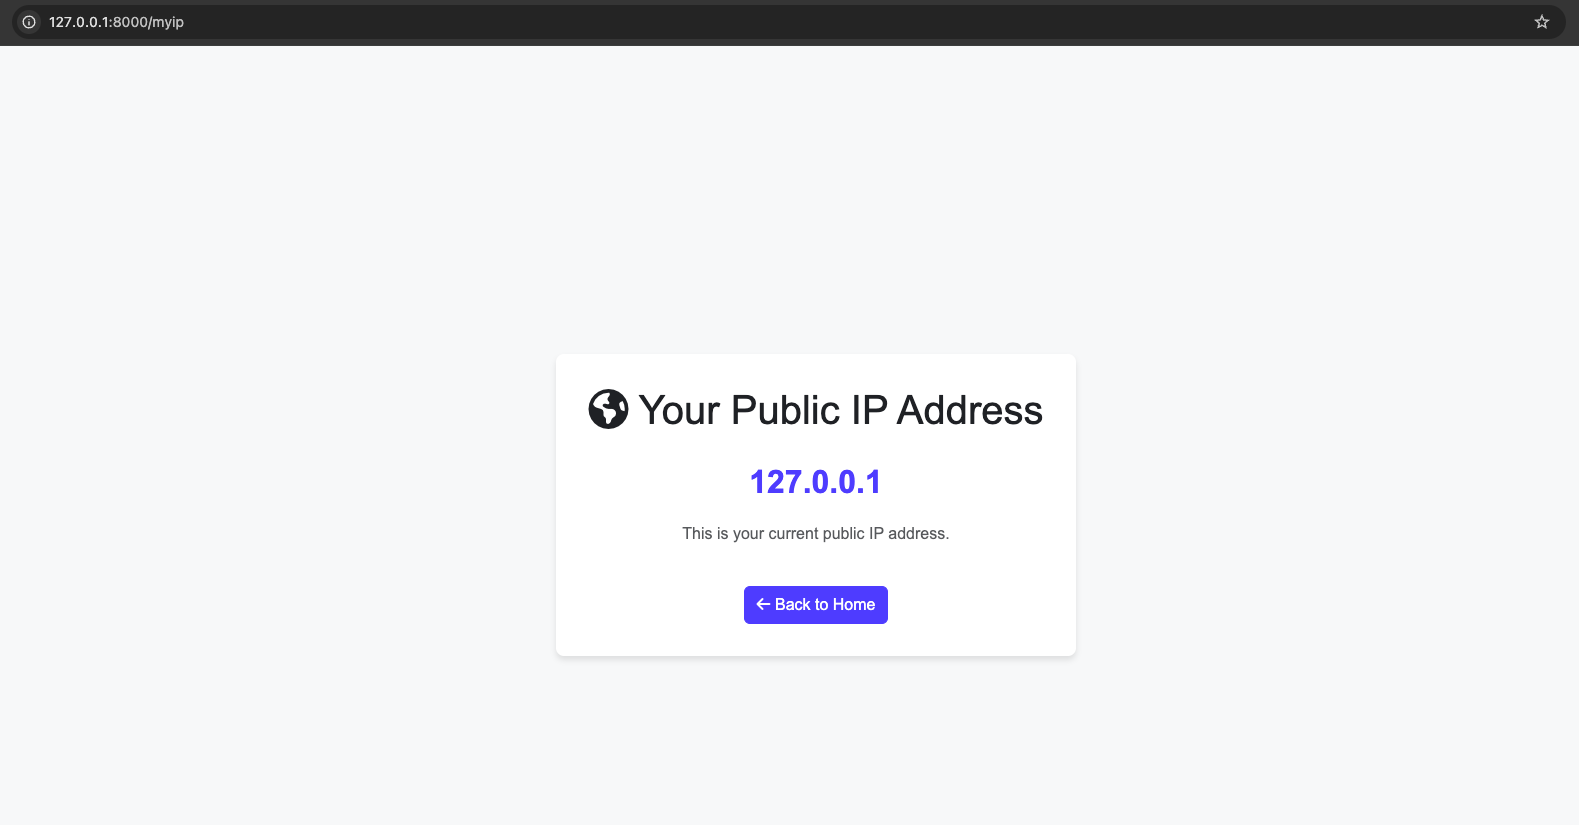 127.0.0.1:8000/myip
Your Public IP Address
127.0.0.1
This is your current public IP address.
← Back to Home